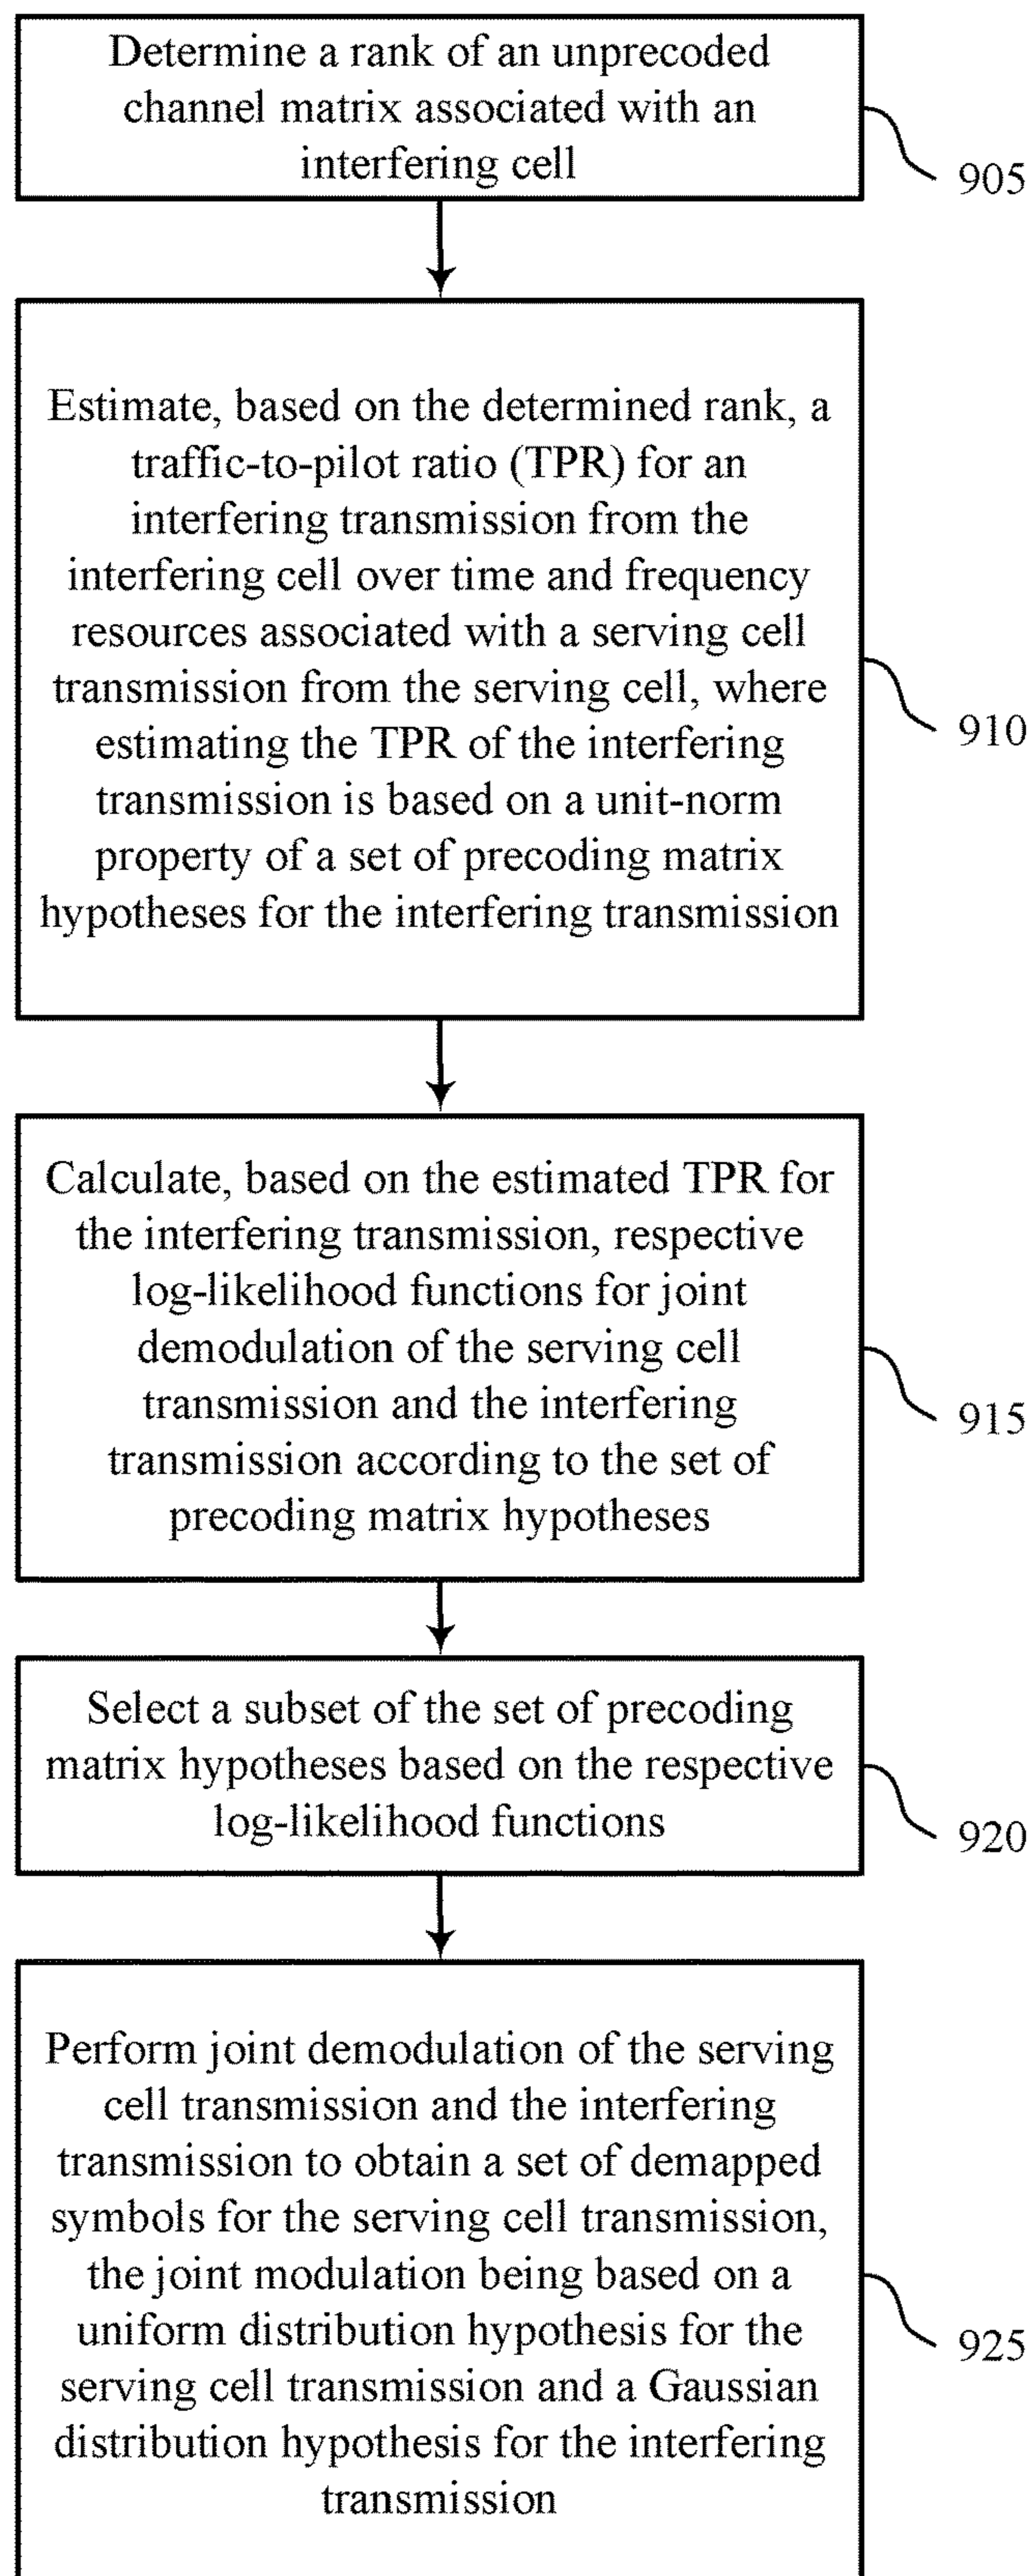 Determine a rank of an unprecoded
channel matrix associated with an
interfering cell
905
Estimate, based on the determined rank, a
traffic-to-pilot ratio (TPR) for an
interfering transmission from the
interfering cell over time and frequency
resources associated with a serving cell
transmission from the serving cell, where
estimating the TPR of the interfering
transmission is based on a unit-norm
property of a set of precoding matrix
hypotheses for the interfering transmission
910
Calculate, based on the estimated TPR for
the interfering transmission, respective
log-likelihood functions for joint
demodulation of the serving cell
transmission and the interfering
transmission according to the set of
precoding matrix hypotheses
915
Select a subset of the set of precoding
matrix hypotheses based on the respective
log-likelihood functions
920
Perform joint demodulation of the serving
cell transmission and the interfering
transmission to obtain a set of demapped
symbols for the serving cell transmission,
the joint modulation being based on a
uniform distribution hypothesis for the
serving cell transmission and a Gaussian
distribution hypothesis for the interfering
transmission
925